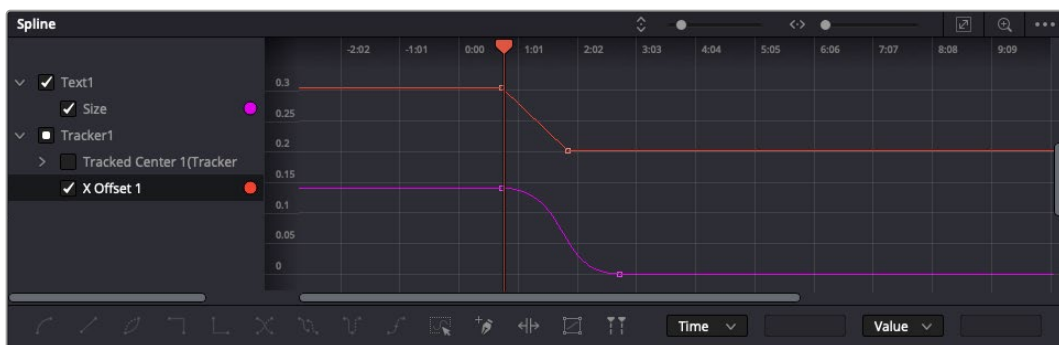 Spline
-2:02 -1:01 0:00 1:01 2:02 3:03 4:04 5:05 6:06 7:07 8:08 9:09
Text1
Size
Tracker1
Tracked Center 1(Tracker
X Offset 1
0.3
0.25
0.2
0.15
0.1
0.05
0
Time
Value